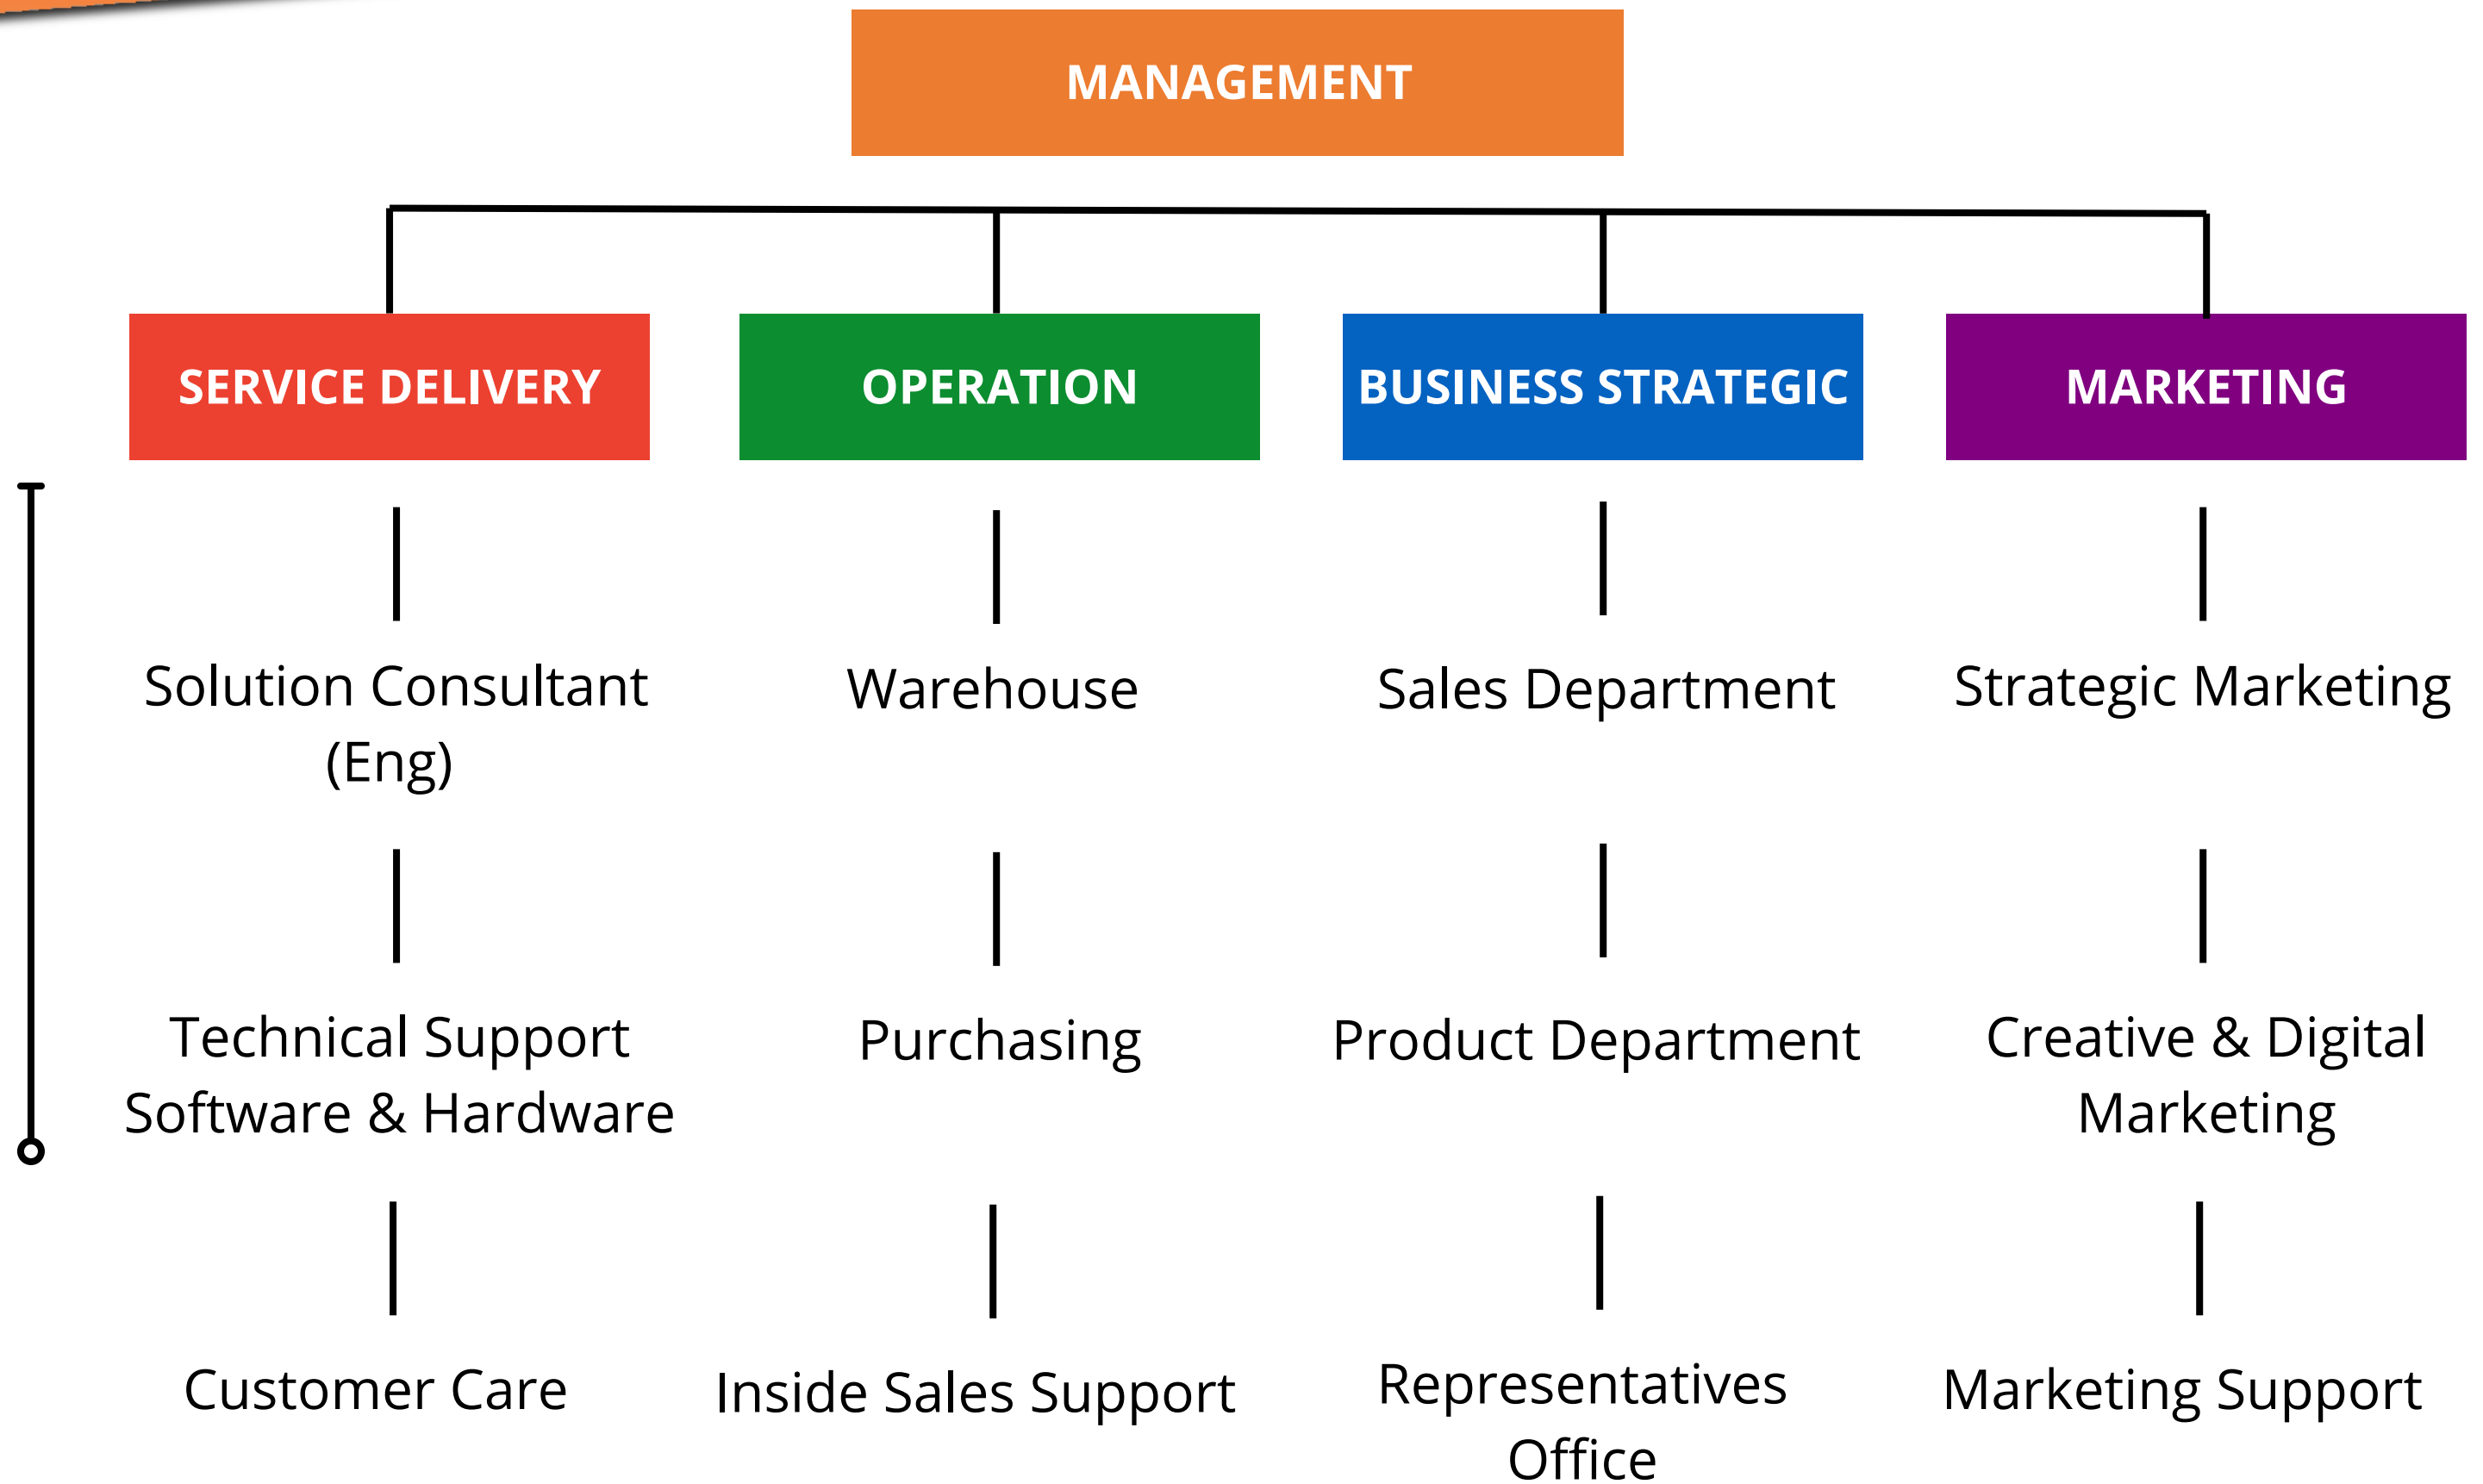 MANAGEMENT
SERVICE DELIVERY
OPERATION
BUSINESS STRATEGIC
MARKETING
Solution Consultant
(Eng)
Warehouse
Sales Department
Strategic Marketing
Technical Support
Software & Hardware
Purchasing
Product Department
Creative & Digital
Marketing
Customer Care
Inside Sales Support
Representatives
Office
Marketing Support